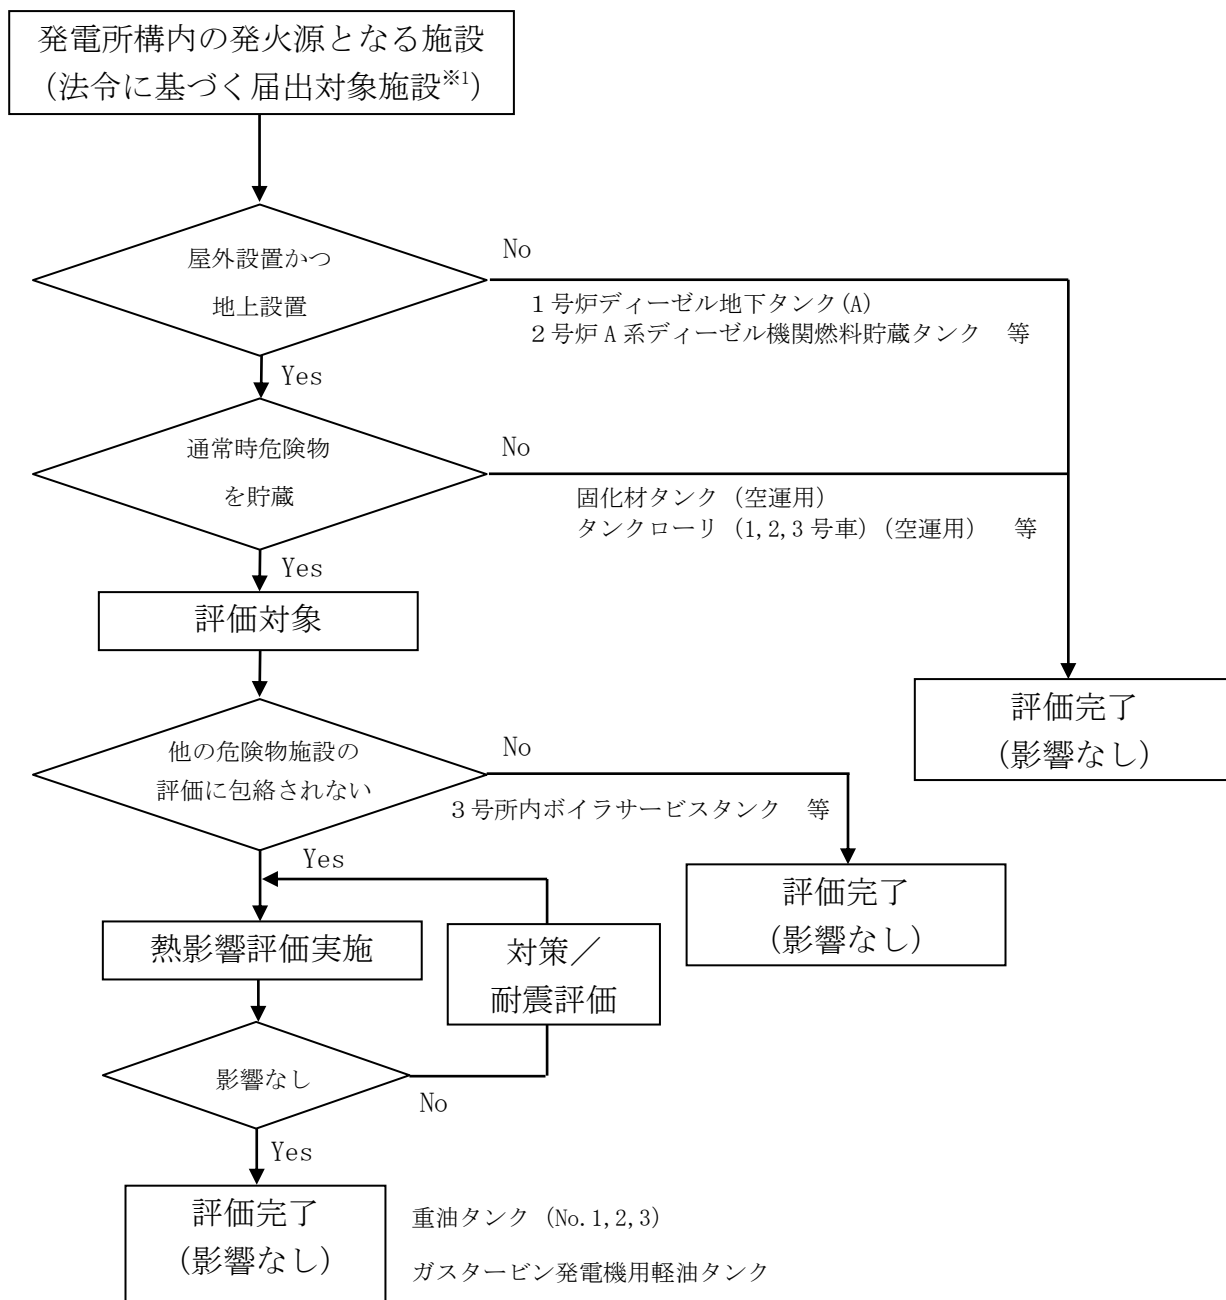 発電所構内の発火源となる施設
(法令に基づく届出対象施設※1)
屋外設置かつ
地上設置
No
1号炉ディーゼル地下タンク(A)
2号炉A系ディーゼル機関燃料貯蔵タンク 等
Yes
通常時危険物
を貯蔵
No
固化材タンク (空運用)
タンクローリ (1,2,3号車) (空運用) 等
Yes
評価対象
評価完了
(影響なし)
他の危険物施設の
評価に包絡されない
No
3号所内ボイラサービスタンク 等
Yes
評価完了
(影響なし)
熱影響評価実施
対策／
耐震評価
影響なし
No
Yes
評価完了
(影響なし)
重油タンク (No.1,2,3)
ガスタービン発電機用軽油タンク